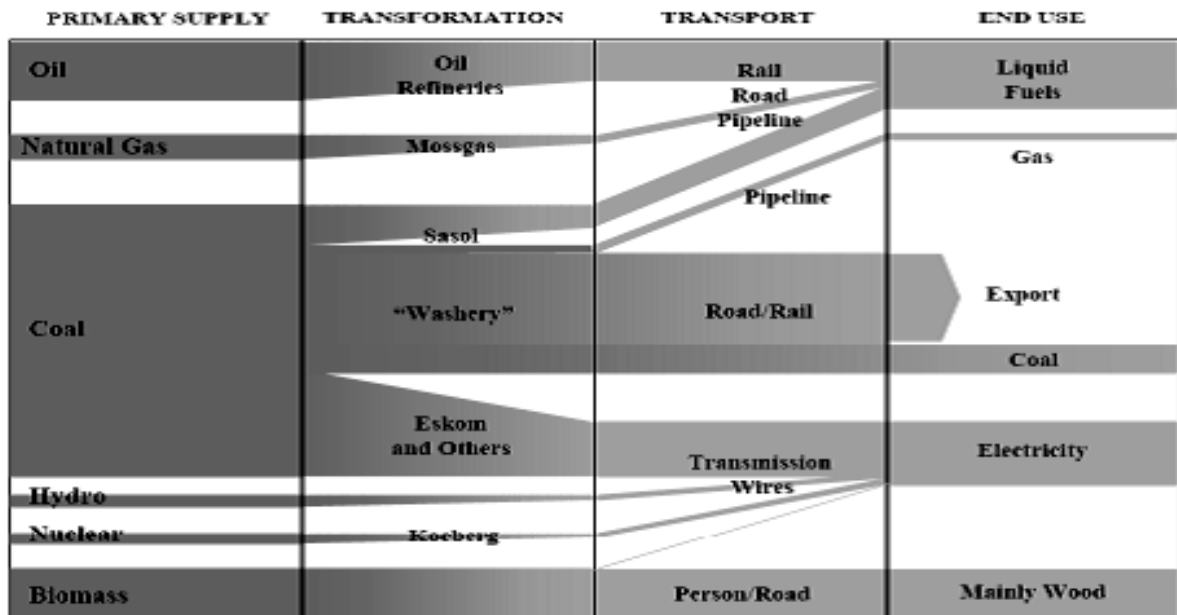 PRIMARY SUPPLY
TRANSFORMATION
TRANSPORT
END USE
Oil
Oil
Refineries
Rail
Road
Pipeline
Liquid
Fuels
Natural Gas
Mossgas
Gas
Pipeline
Sasol
Coal
"Washery"
Road/Rail
Export
Coal
Eskom
and Others
Transmission
Wires
Electricity
Hydro
Nuclear
Koeberg
Biomass
Person/Road
Mainly Wood